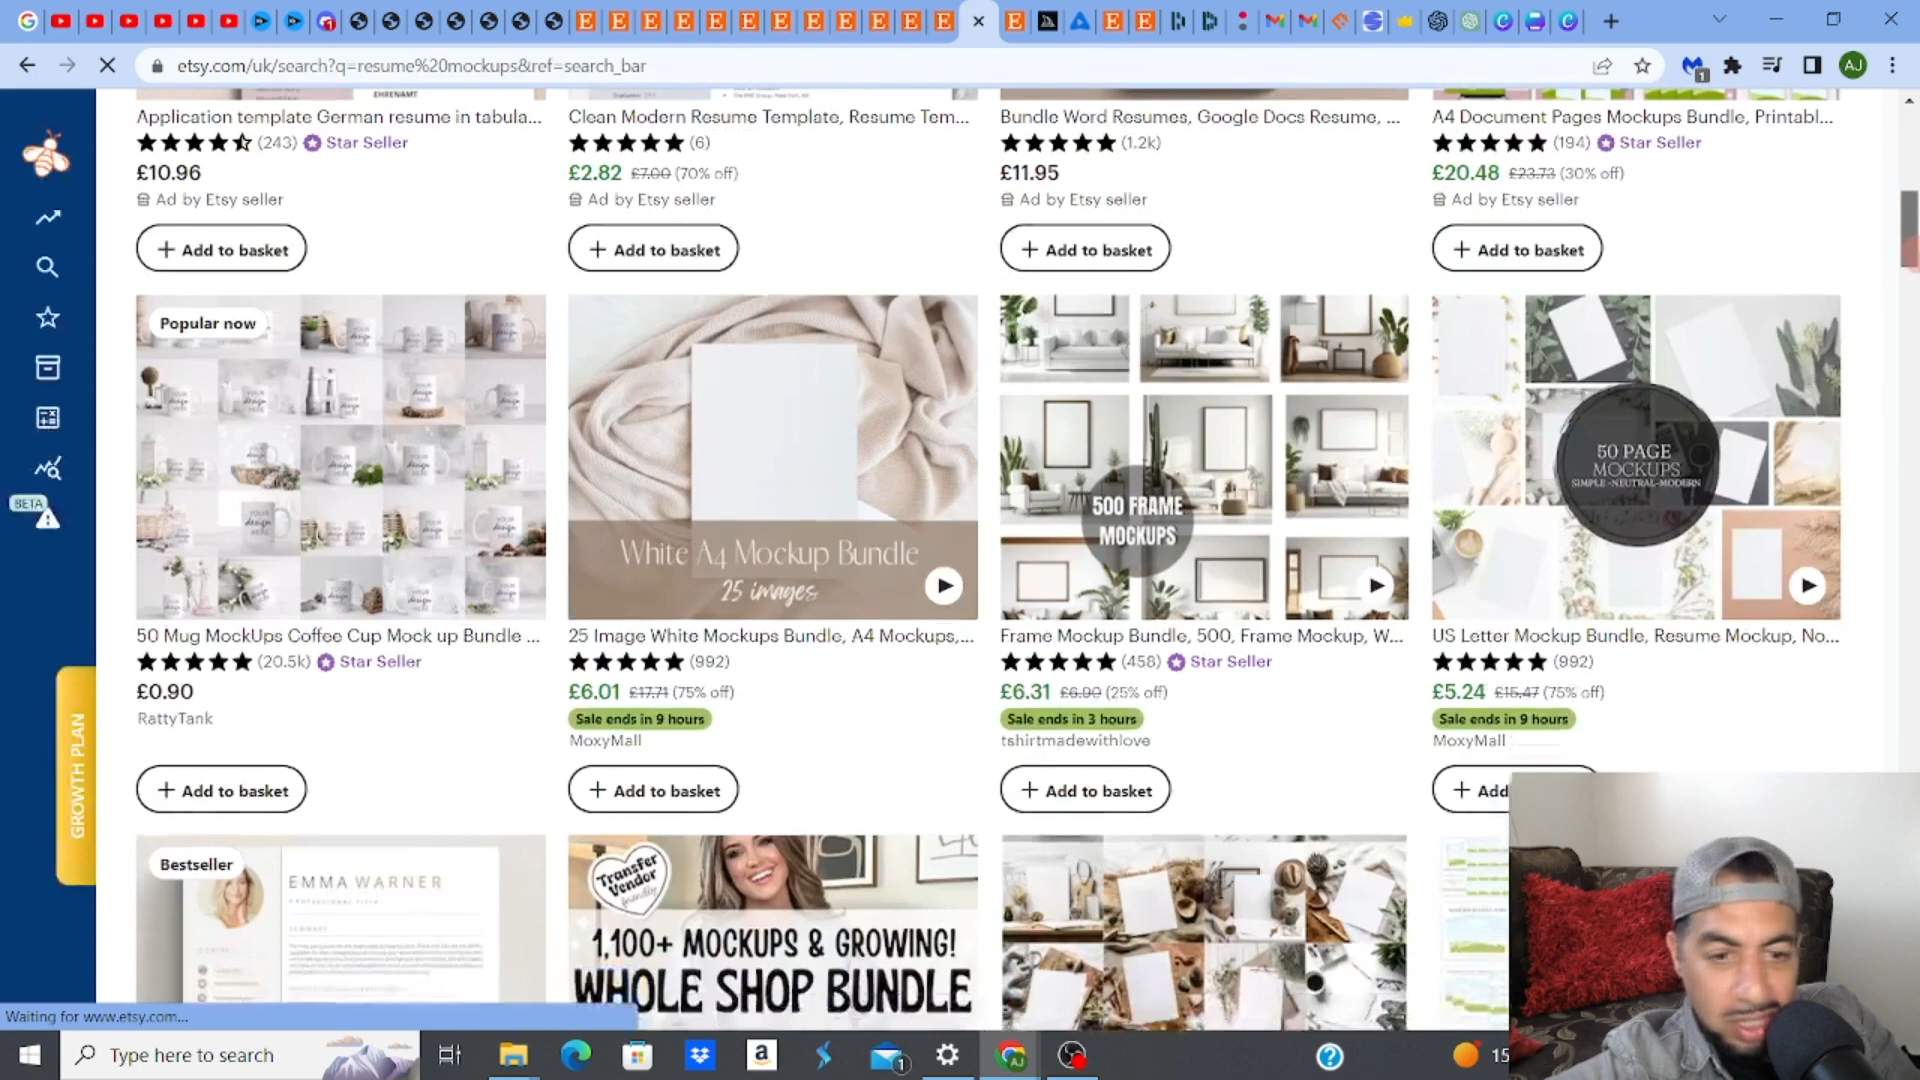 etsy.com/uk/search?q=resume%20mockups&ref=search_bar
1
AJ
EHRENAMT
Application template German resume in tabula...
(243) Star Seller
£10.96
Ad by Etsy seller
Add to basket
Clean Modern Resume Template, Resume Tem...
(6)
£2.82 £7.00 (70% off)
Ad by Etsy seller
Add to basket
Bundle Word Resumes, Google Docs Resume, ...
(1.2k)
£11.95
Ad by Etsy seller
Add to basket
A4 Document Pages Mockups Bundle, Printabl...
(194) Star Seller
£20.48 £23.73 (30% off)
Ad by Etsy seller
Add to basket
BETA
GROWTH PLAN
Popular now
50 Mug MockUps Coffee Cup Mock up Bundle ...
(20.5k) Star Seller
£0.90
RattyTank
Add to basket
White A4 Mockup Bundle
25 images
25 Image White Mockups Bundle, A4 Mockups,...
(992)
£6.01 £17.71 (75% off)
Sale ends in 9 hours
MoxyMall
Add to basket
500 FRAME
MOCKUPS
Frame Mockup Bundle, 500, Frame Mockup, W...
(458) Star Seller
£6.31 £6.90 (25% off)
Sale ends in 3 hours
tshirtmadewithlove
Add to basket
50 PAGE
MOCKUPS
SIMPLE-NEUTRAL-MODERN
US Letter Mockup Bundle, Resume Mockup, No...
(992)
£5.24 £15.47 (75% off)
Sale ends in 9 hours
MoxyMall
Add
Bestseller
EMMA WARNER
PROFESSIONAL TITLE
SUMMARY
Transfer
Vendor
friendly
1,100+ MOCKUPS & GROWING!
WHOLE SHOP BUNDLE
Waiting for www.etsy.com...
Type here to search
1
15